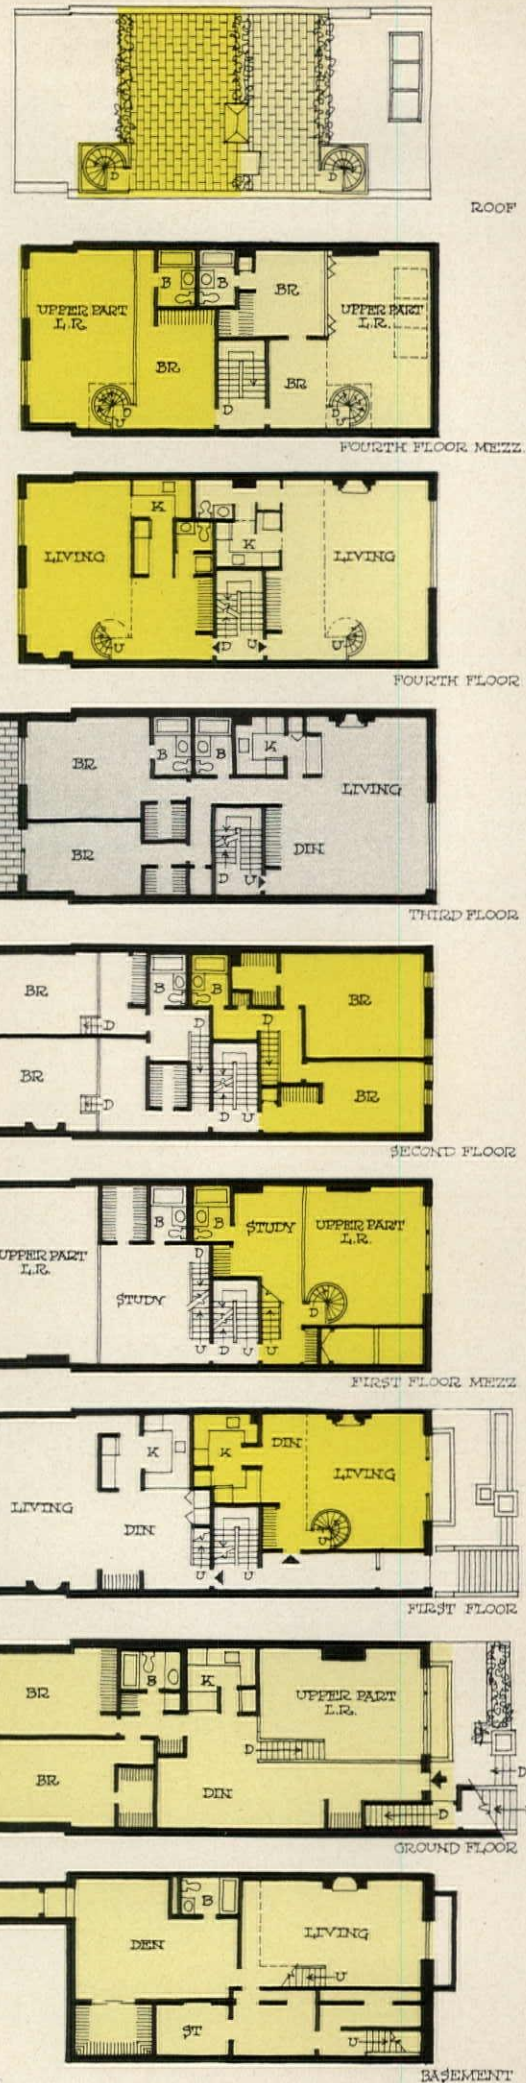 D
D
ROOF
UPPER PART
L.R.
B
B
BR
UPPER PART
L.R.
BR
BR
D
U
D
D
U
FOURTH FLOOR MEZZ.
K
K
LIVING
LIVING
U
D
U
U
FOURTH FLOOR
BR
B
B
K
LIVING
BR
DIN
D
U
THIRD FLOOR
BR
B
B
BR
D
D
D
BR
D
BR
D
U
SECOND FLOOR
UPPER PART
L.R.
B
B
STUDY
UPPER PART
L.R.
D
STUDY
D
U
D
U
U
FIRST FLOOR MEZZ
K
K
DIN
LIVING
LIVING
DIN
U
U
U
FIRST FLOOR
BR
B
K
UPPER PART
L.R.
D
D
BR
DIN
D
GROUND FLOOR
B
DEN
LIVING
U
ST
U
BASEMENT